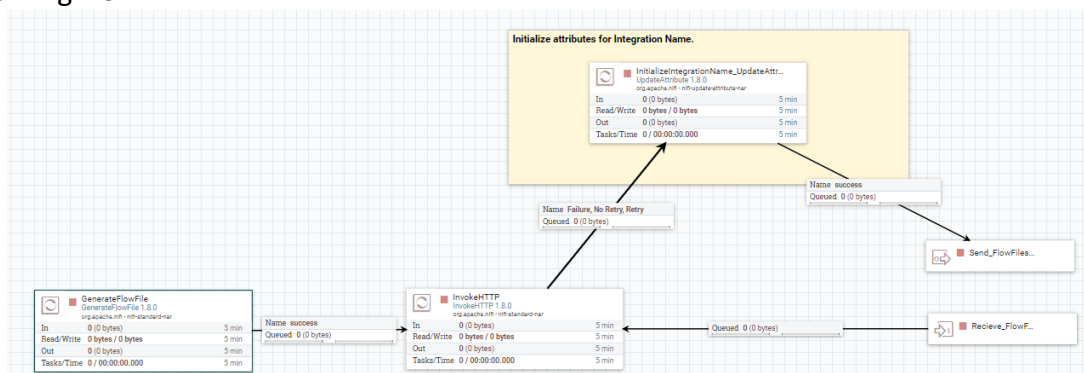 Initialize attributes for Integration Name.
InitializeIntegrationName_UpdateAttr...
UpdateAttribute 1.8.0
org.apache.nifi - nifi-update-attribute-nar
In 0 (0 bytes) 5 min
Read/Write 0 bytes / 0 bytes 5 min
Out 0 (0 bytes) 5 min
Tasks/Time 0 / 00:00:00.000 5 min
Name success
Queued 0 (0 bytes)
Name Failure, No Retry, Retry
Queued 0 (0 bytes)
Send_FlowFiles...
GenerateFlowFile
GenerateFlowFile 1.8.0
org.apache.nifi - nifi-standard-nar
In 0 (0 bytes) 5 min
Read/Write 0 bytes / 0 bytes 5 min
Out 0 (0 bytes) 5 min
Tasks/Time 0 / 00:00:00.000 5 min
Name success
Queued 0 (0 bytes)
InvokeHTTP
InvokeHTTP 1.8.0
org.apache.nifi - nifi-standard-nar
In 0 (0 bytes) 5 min
Read/Write 0 bytes / 0 bytes 5 min
Out 0 (0 bytes) 5 min
Tasks/Time 0 / 00:00:00.000 5 min
Queued 0 (0 bytes)
Recieve_FlowF...